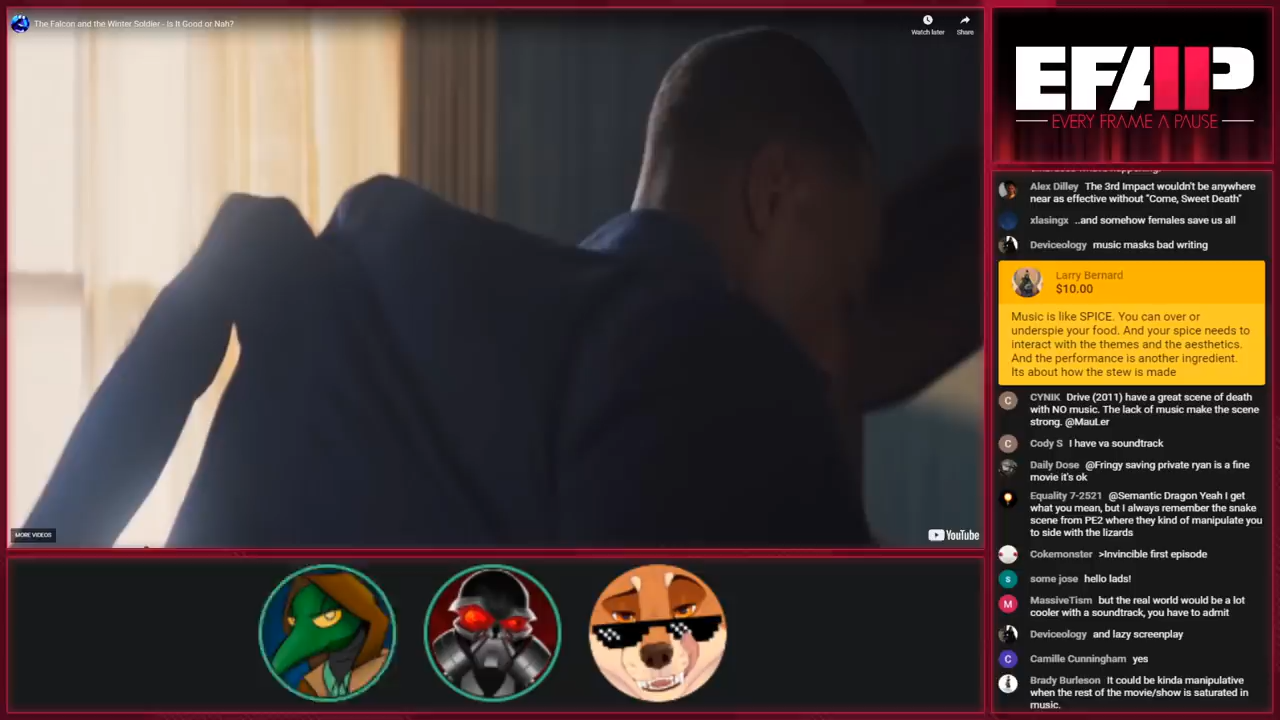 The Falcon and the Winter Soldier - Is It Good or Nah?
Watch later
Share
MORE VIDEOS
YouTube
EFAP
EVERY FRAME A PAUSE
Alex Dilley The 3rd Impact wouldn't be anywhere
near as effective without "Come, Sweet Death"
xlasingx ..and somehow females save us all
Deviceology music masks bad writing
Larry Bernard
$10.00
Music is like SPICE. You can over or
underspie your food. And your spice needs to
interact with the themes and the aesthetics.
And the performance is another ingredient.
Its about how the stew is made
C
CYNIK Drive (2011) have a great scene of death
with NO music. The lack of music make the scene
strong. @MauLer
C
Cody S I have va soundtrack
Daily Dose @Fringy saving private ryan is a fine
movie it's ok
Equality 7-2521 @Semantic Dragon Yeah I get
what you mean, but I always remember the snake
scene from PE2 where they kind of manipulate you
to side with the lizards
Cokemonster >Invincible first episode
s
some jose hello lads!
M
MassiveTism but the real world would be a lot
cooler with a soundtrack, you have to admit
Deviceology and lazy screenplay
C
Camille Cunningham yes
Brady Burleson It could be kinda manipulative
when the rest of the movie/show is saturated in
music.